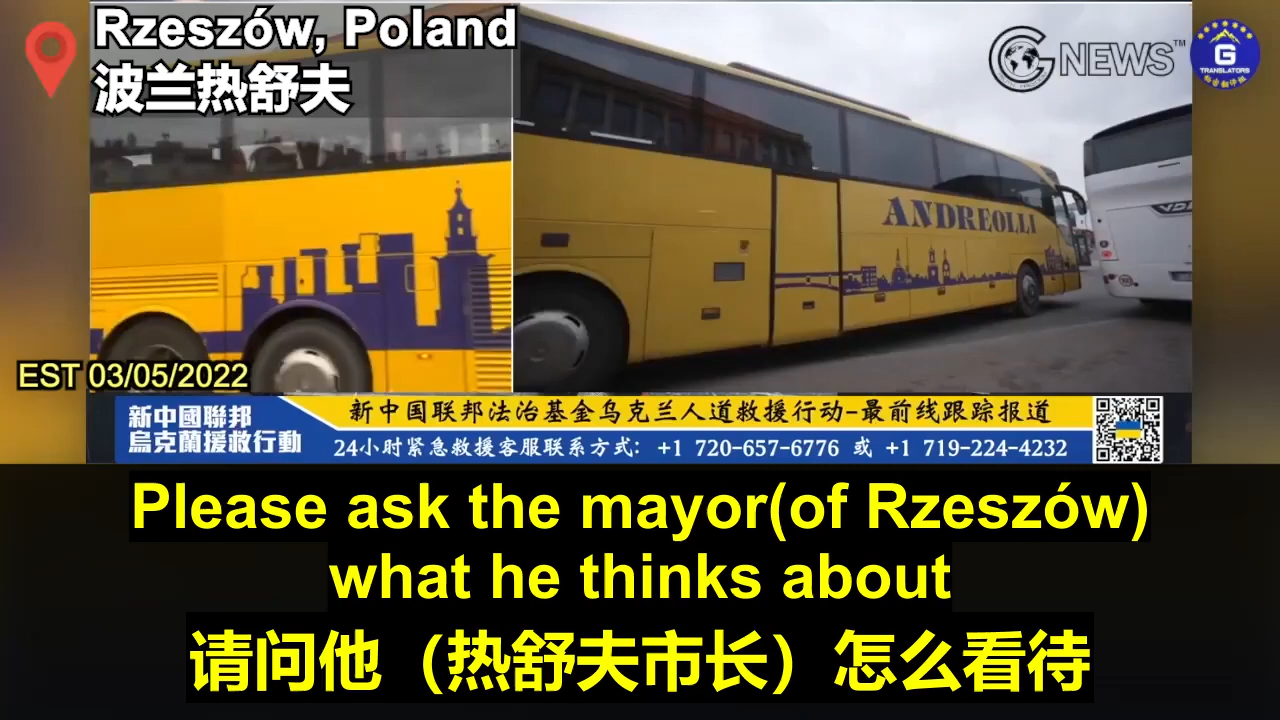 Rzeszów, Poland
波兰热舒夫
G NEWS™
G
TRANSLATORS
ANDREOLLI
VDL
EST 03/05/2022
新中國聯邦
烏克蘭援救行動
新中国联邦法治基金乌克兰人道救援行动-最前线跟踪报道
24小时紧急救援客服联系方式: +1 720-657-6776 或 +1 719-224-4232
Please ask the mayor(of Rzeszów)
what he thinks about
请问他（热舒夫市长）怎么看待